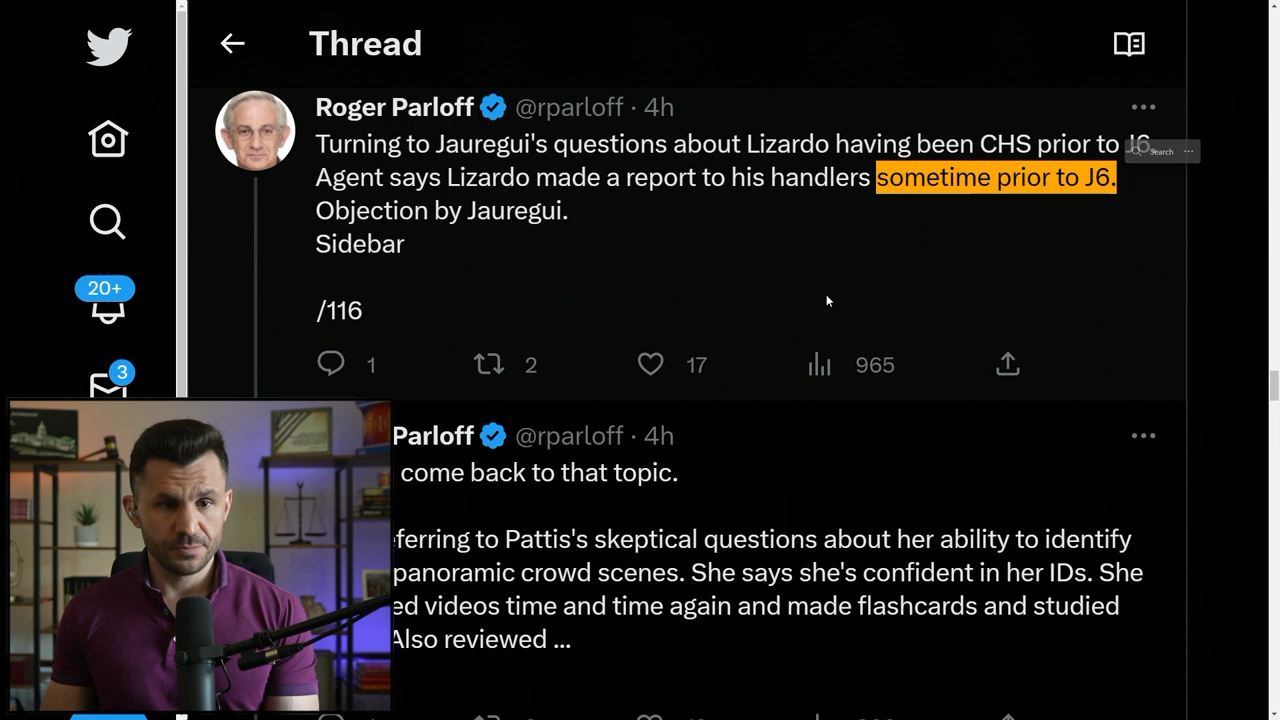 Thread
Roger Parloff @rparloff · 4h
Turning to Jauregui's questions about Lizardo having been CHS prior to J6.
Search ···
Agent says Lizardo made a report to his handlers sometime prior to J6.
Objection by Jauregui.
Sidebar
20+
/116
1 2 17 965
3
Parloff @rparloff · 4h
come back to that topic.
ferring to Pattis's skeptical questions about her ability to identify
panoramic crowd scenes. She says she's confident in her IDs. She
ed videos time and time again and made flashcards and studied
Also reviewed ...